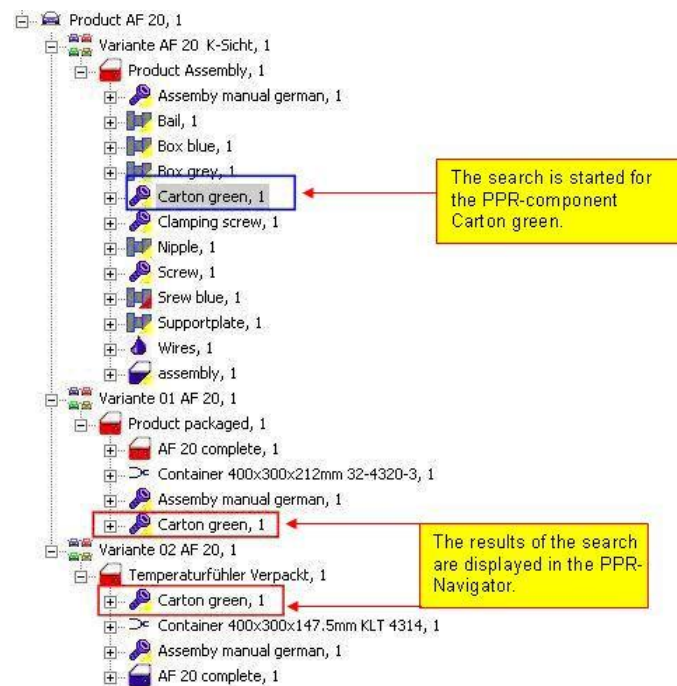 Product AF 20, 1
Variante AF 20 K-Sicht, 1
Product Assembly, 1
Assemby manual german, 1
Bail, 1
Box blue, 1
Box grey, 1
Carton green, 1
Clamping screw, 1
Nipple, 1
Screw, 1
Srew blue, 1
Supportplate, 1
Wires, 1
assembly, 1
The search is started for
the PPR-component
Carton green.
Variante 01 AF 20, 1
Product packaged, 1
AF 20 complete, 1
Container 400x300x212mm 32-4320-3, 1
Assemby manual german, 1
Carton green, 1
Variante 02 AF 20, 1
Temperaturfühler Verpackt, 1
Carton green, 1
Container 400x300x147.5mm KLT 4314, 1
Assemby manual german, 1
AF 20 complete, 1
The results of the search
are displayed in the PPR-
Navigator.